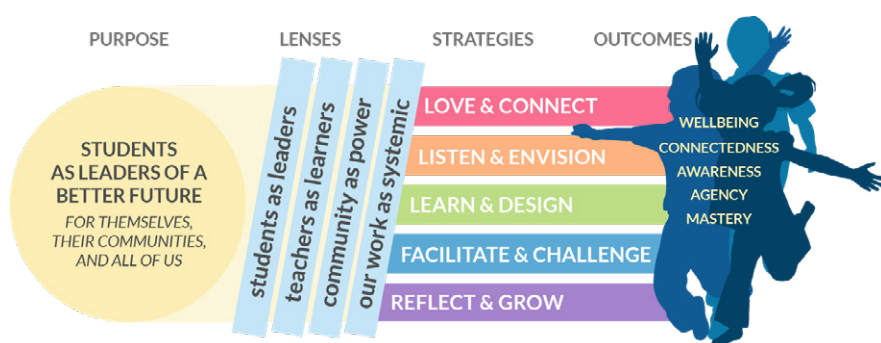 PURPOSE
LENSES
STRATEGIES
OUTCOMES
STUDENTS
AS LEADERS OF A
BETTER FUTURE
FOR THEMSELVES,
THEIR COMMUNITIES,
AND ALL OF US
students as leaders
teachers as learners
community as power
our work as systemic
LOVE & CONNECT
LISTEN & ENVISION
LEARN & DESIGN
FACILITATE & CHALLENGE
REFLECT & GROW
WELLBEING
CONNECTEDNESS
AWARENESS
AGENCY
MASTERY